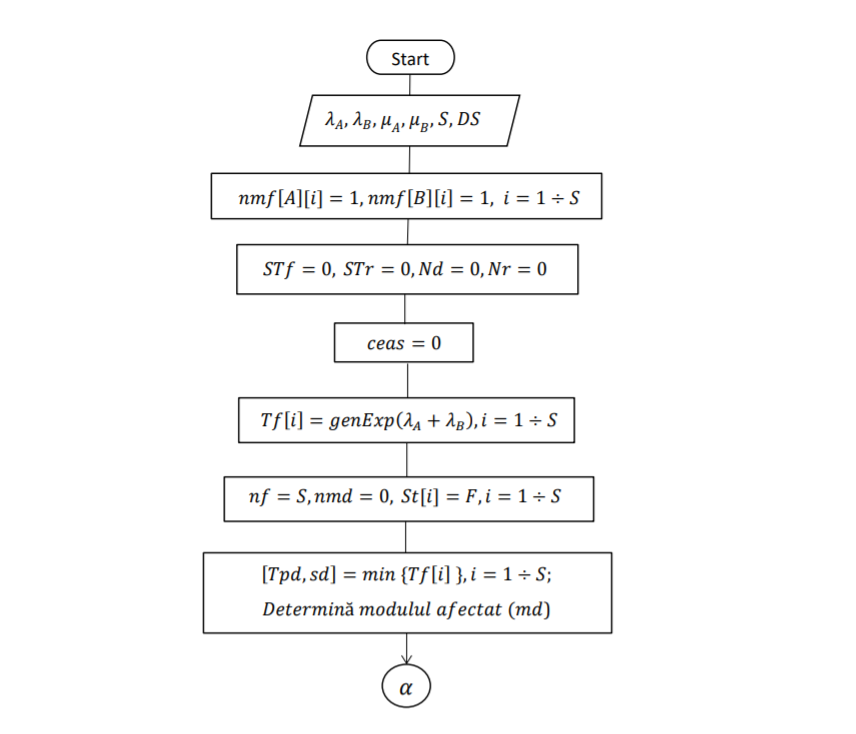 Start
λ_A, λ_B, μ_A, μ_B, S, DS
nmf[A][i] = 1, nmf[B][i] = 1, i = 1 ÷ S
STf = 0, STr = 0, Nd = 0, Nr = 0
ceas = 0
Tf[i] = genExp(λ_A + λ_B), i = 1 ÷ S
nf = S, nmd = 0, St[i] = F, i = 1 ÷ S
[Tpd, sd] = min {Tf[i] }, i = 1 ÷ S;
Determină modulul afectat (md)
α